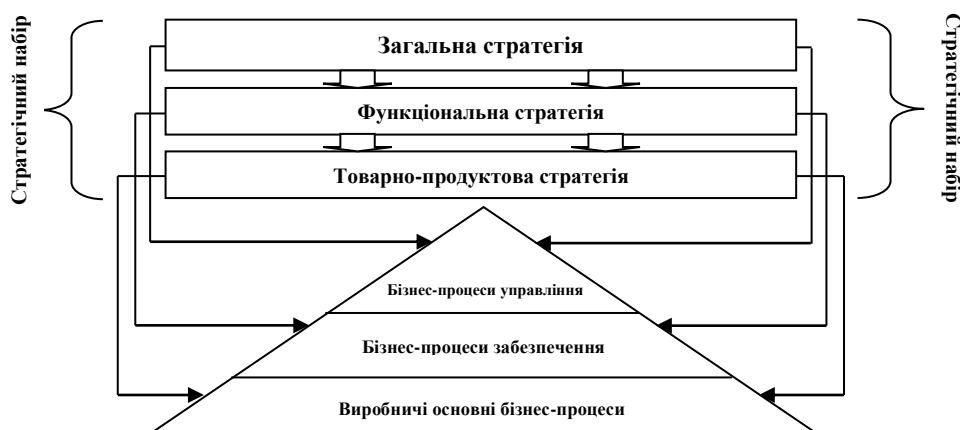 Стратегічний набір
Загальна стратегія
Функціональна стратегія
Товарно-продуктова стратегія
Стратегічний набір
Бізнес-процеси управління
Бізнес-процеси забезпечення
Виробничі основні бізнес-процеси